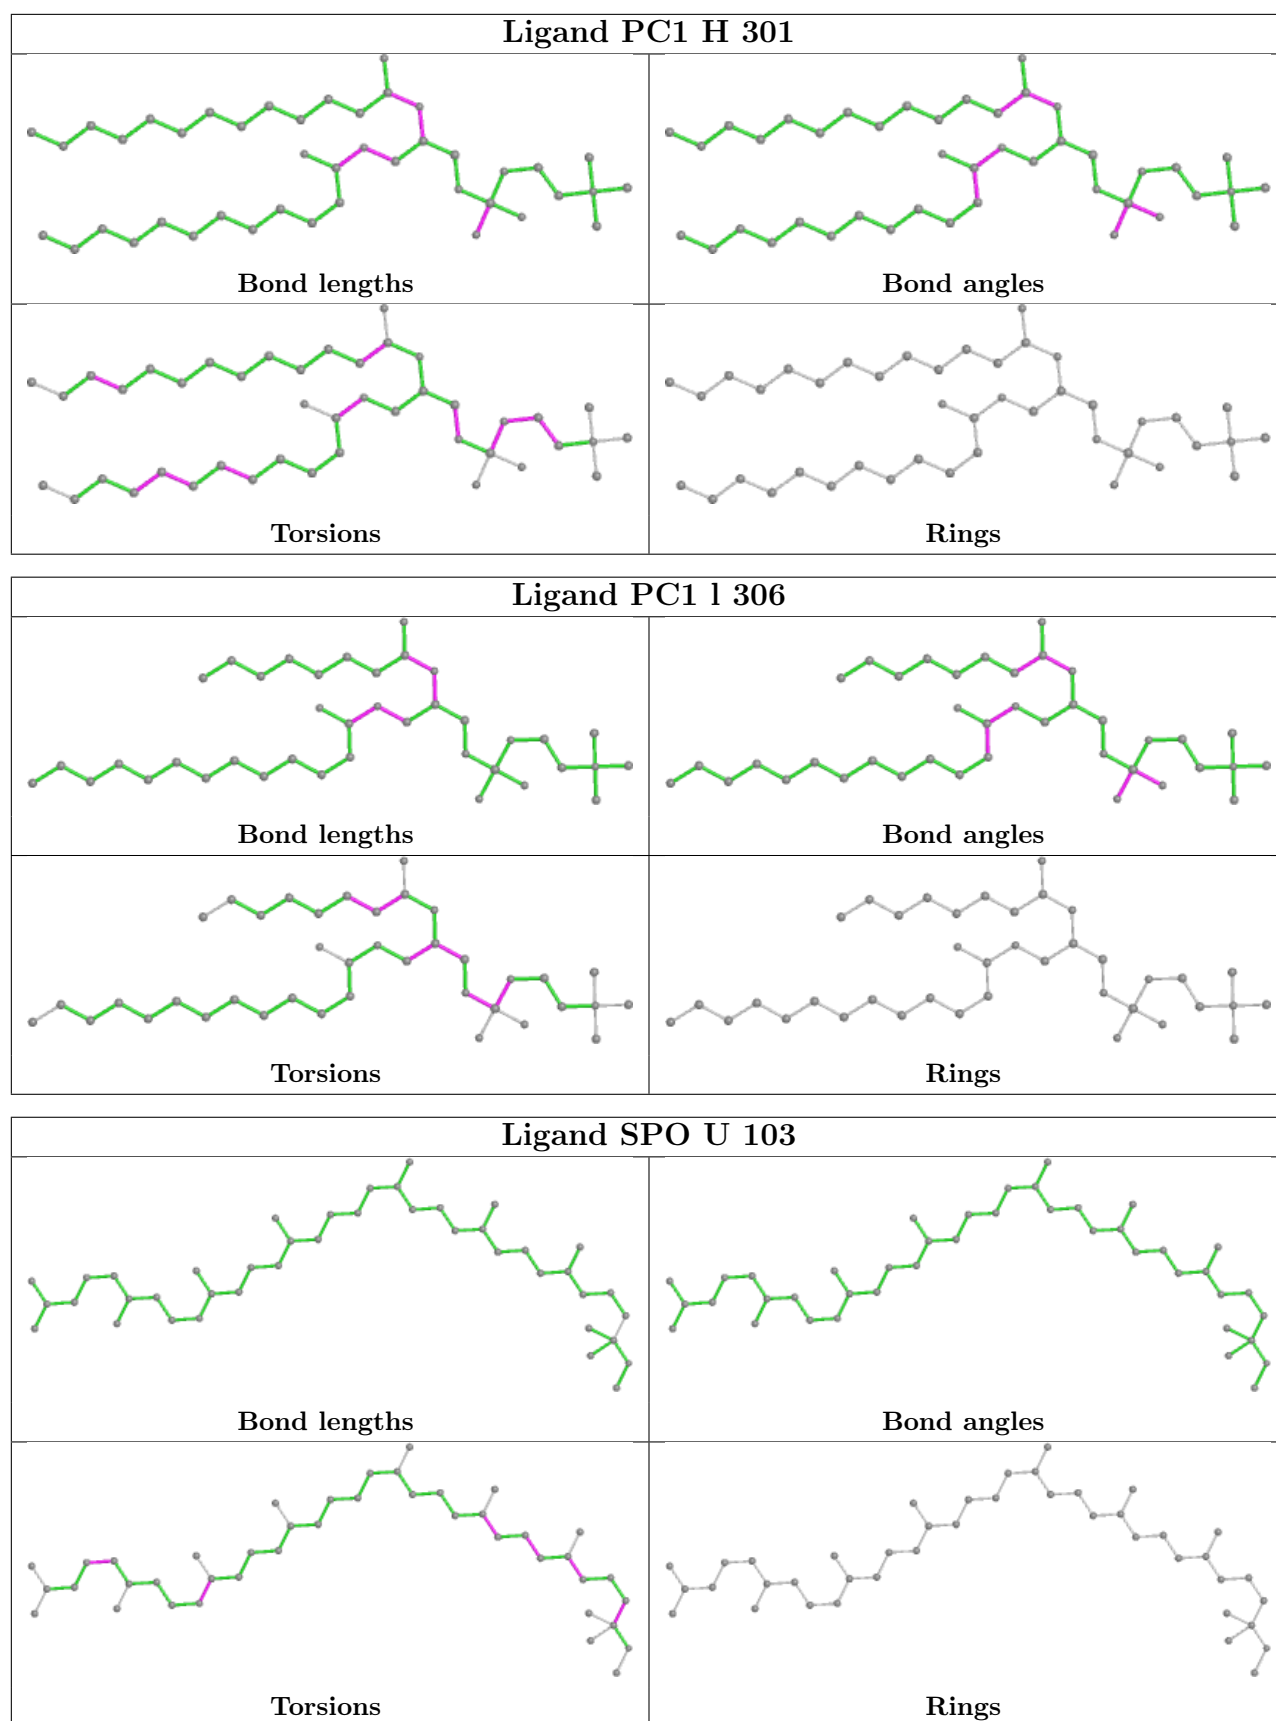 Ligand PC1 H 301
Bond lengths
Bond angles
Torsions
Rings
Ligand PC1 l 306
Bond lengths
Bond angles
Torsions
Rings
Ligand SPO U 103
Bond lengths
Bond angles
Torsions
Rings